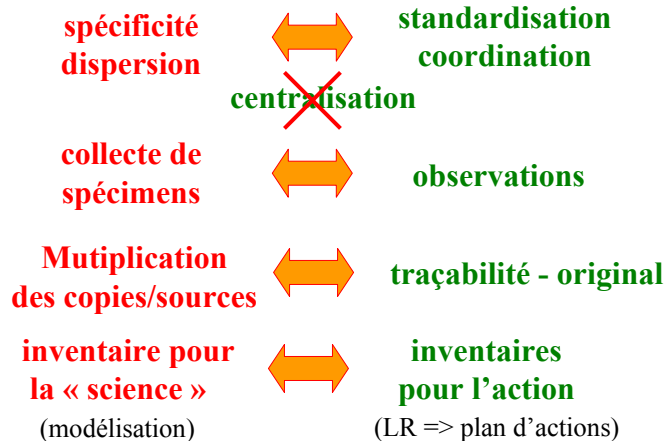 spécificité
dispersion
standardisation
coordination
centralisation
collecte de
spécimens
observations
Mutiplication
des copies/sources
traçabilité - original
inventaire pour
la « science »
(modélisation)
inventaires
pour l’action
(LR => plan d’actions)